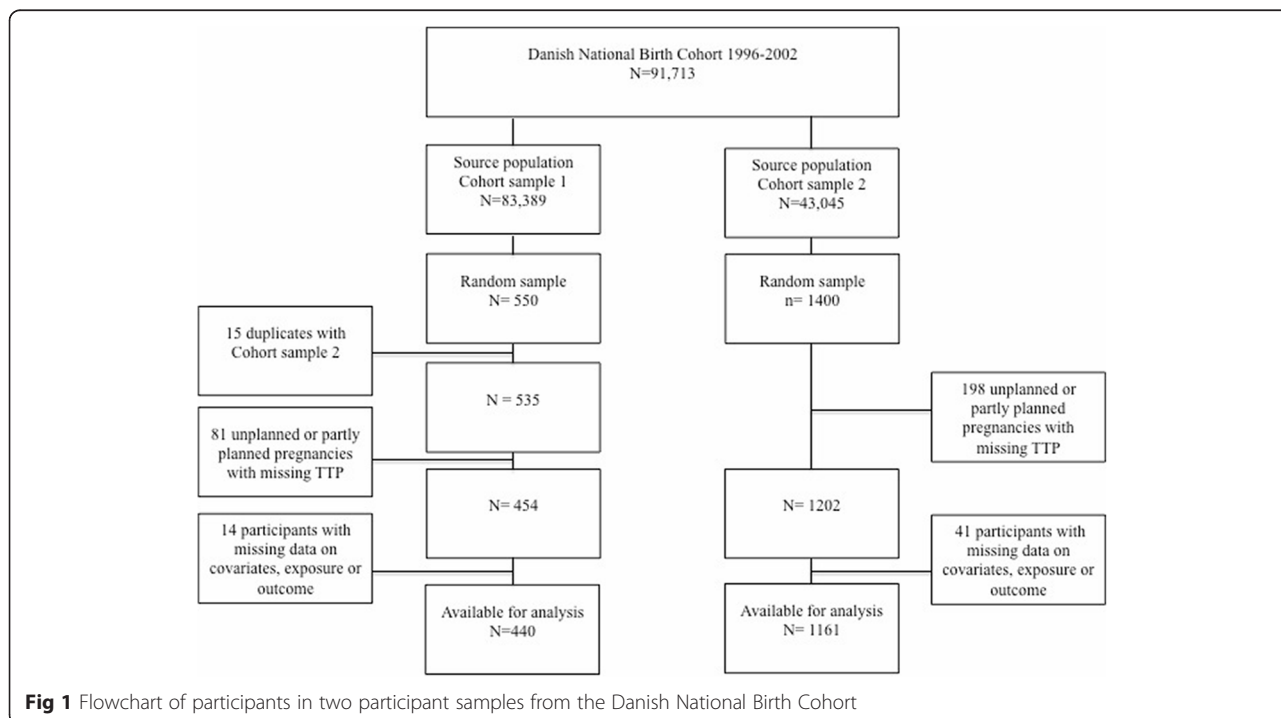 Danish National Birth Cohort 1996-2002
N=91,713
Source population
Cohort sample 1
N=83,389
Source population
Cohort sample 2
N=43,045
Random sample
N= 550
Random sample
n= 1400
15 duplicates with
Cohort sample 2
N = 535
198 unplanned or
partly planned
pregnancies with
missing TTP
81 unplanned or partly
planned pregnancies
with missing TTP
N= 454
N= 1202
14 participants with
missing data on
covariates, exposure or
outcome
41 participants with
missing data on
covariates, exposure or
outcome
Available for analysis
N=440
Available for analysis
N= 1161
Fig 1 Flowchart of participants in two participant samples from the Danish National Birth Cohort